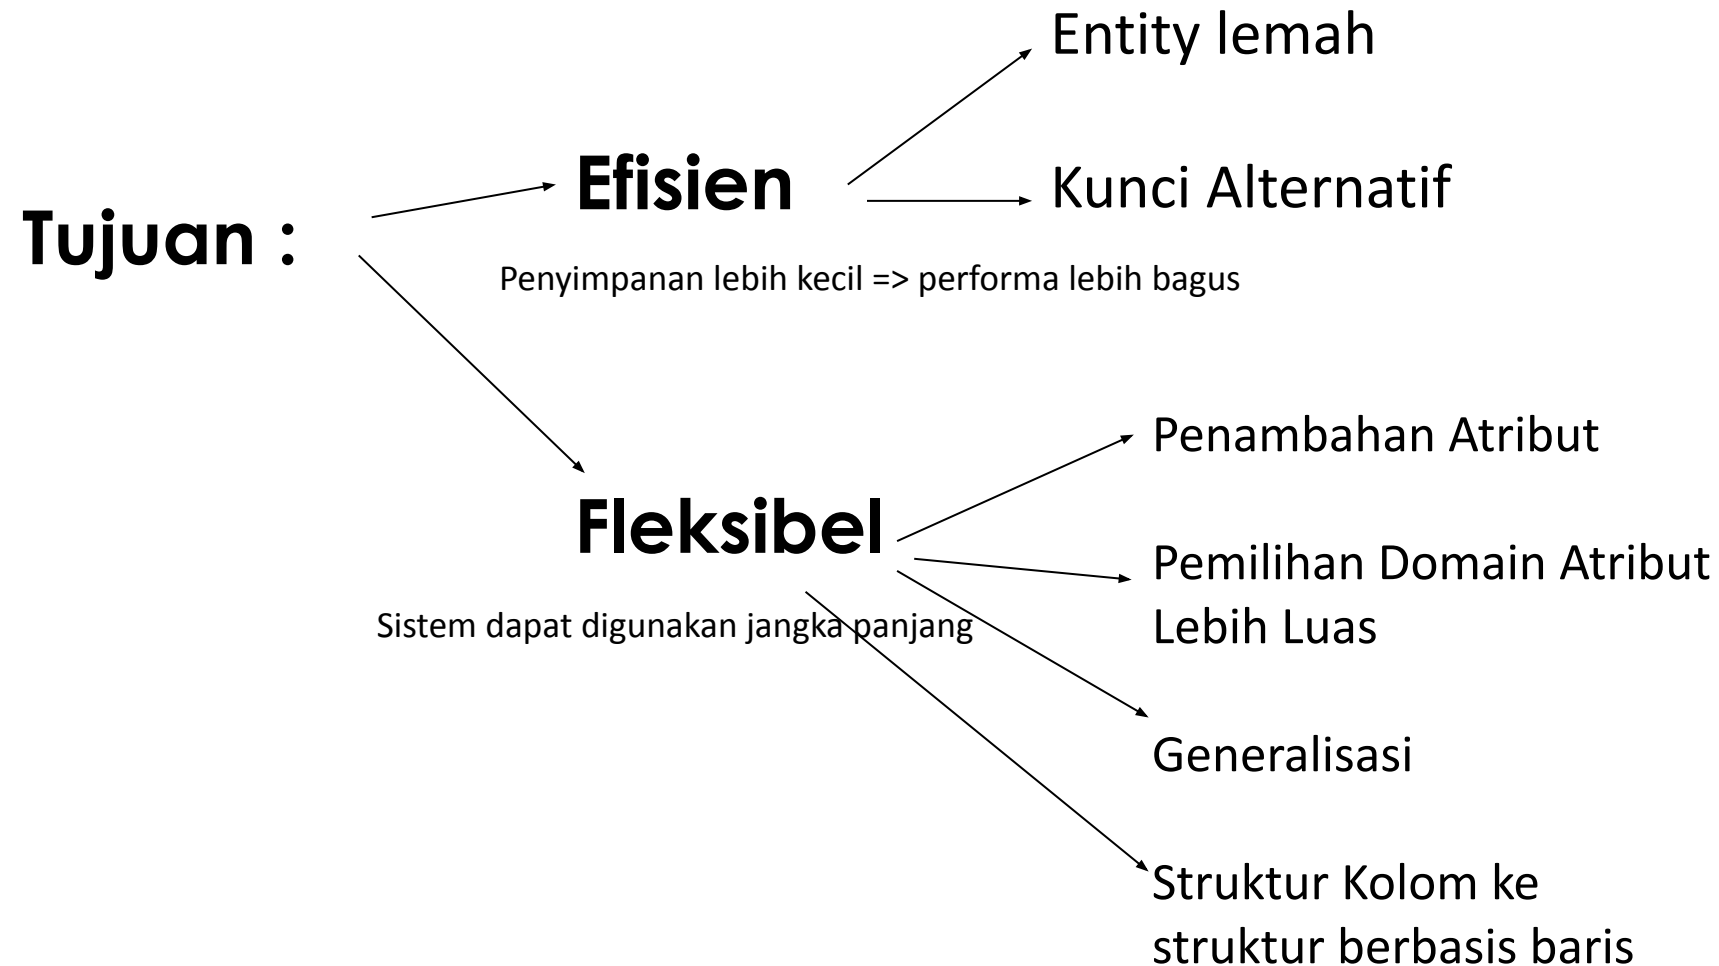 Tujuan :
Efisien
Penyimpanan lebih kecil => performa lebih bagus
Entity lemah
Kunci Alternatif
Fleksibel
Sistem dapat digunakan jangka panjang
Penambahan Atribut
Pemilihan Domain Atribut
Lebih Luas
Generalisasi
Struktur Kolom ke
struktur berbasis baris